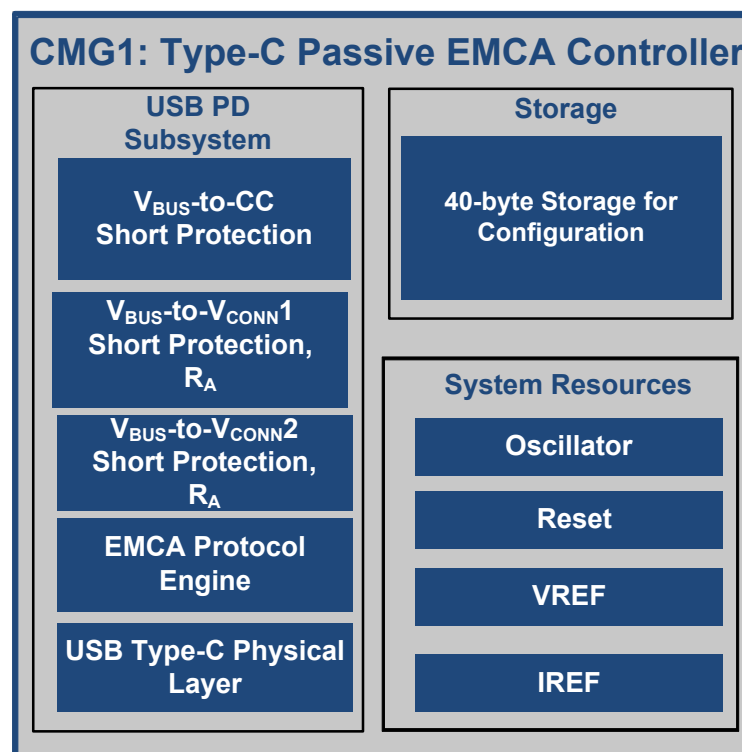 CMG1: Type-C Passive EMCA Controller
USB PD
Subsystem
VBUS-to-CC
Short Protection
VBUS-to-VCONN1
Short Protection,
RA
VBUS-to-VCONN2
Short Protection,
RA
EMCA Protocol
Engine
USB Type-C Physical
Layer
Storage
40-byte Storage for
Configuration
System Resources
Oscillator
Reset
VREF
IREF